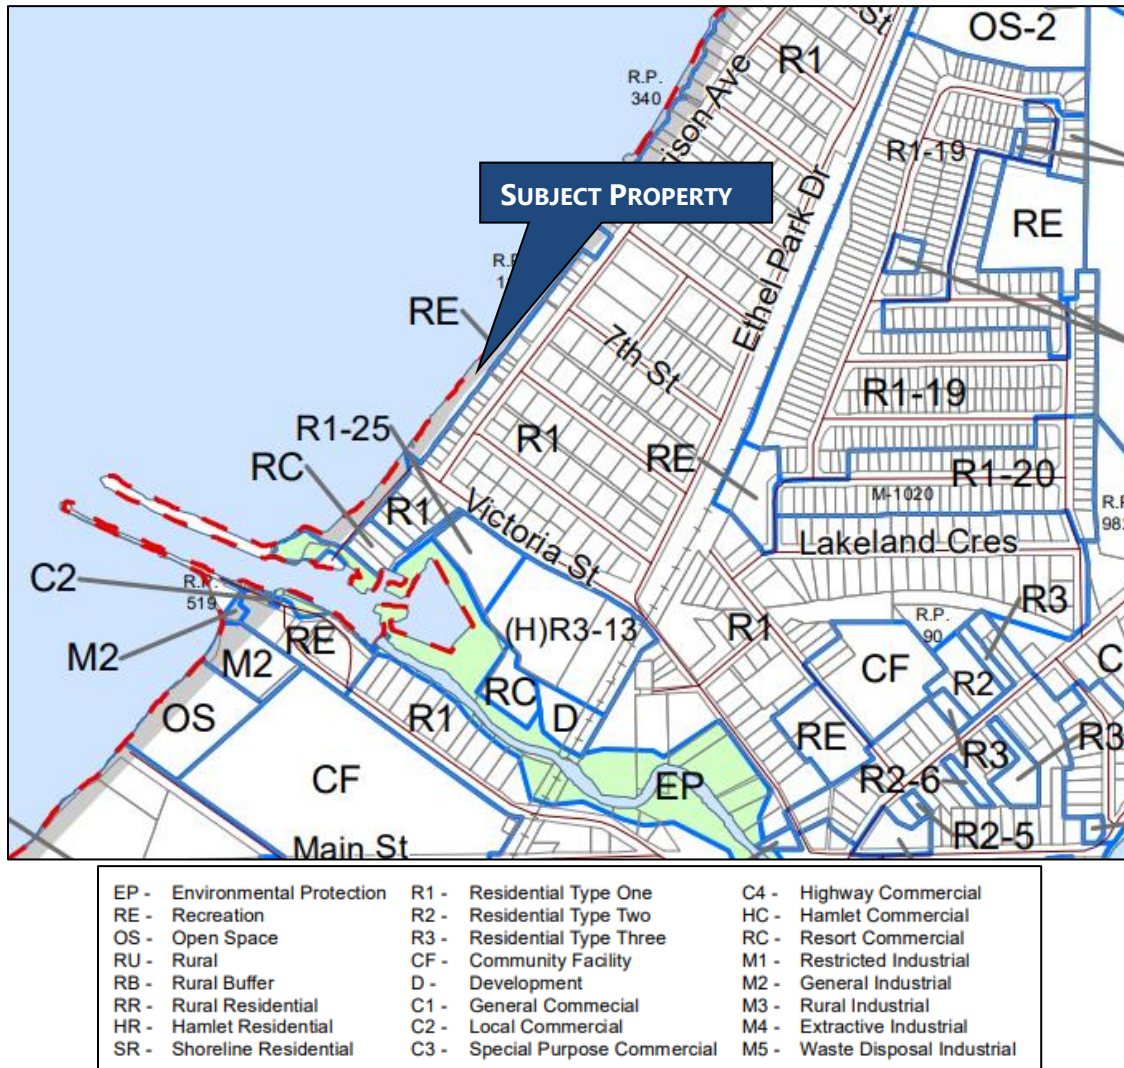 OS-2
St
R1
R.P.
340
rison Ave
R1-19
SUBJECT PROPERTY
RE
Ethel Park Dr
R.P
1
RE
7th St
R1-19
R1-25
R1
RE
RC
R1-20
M-1020
R1
Victoria St
R.P
982
Lakeland Cres
C2
R.P.
519
R3
(H)R3-13
R1
R.P.
90
RE
CF
C
M2
M2
R2
RC
OS
R1
D
RE
R3
R3
CF
EP
R2-6
R2-5
Main St
EP - Environmental Protection R1 - Residential Type One C4 - Highway Commercial
RE - Recreation R2 - Residential Type Two HC - Hamlet Commercial
OS - Open Space R3 - Residential Type Three RC - Resort Commercial
RU - Rural CF - Community Facility M1 - Restricted Industrial
RB - Rural Buffer D - Development M2 - General Industrial
RR - Rural Residential C1 - General Commecial M3 - Rural Industrial
HR - Hamlet Residential C2 - Local Commercial M4 - Extractive Industrial
SR - Shoreline Residential C3 - Special Purpose Commercial M5 - Waste Disposal Industrial